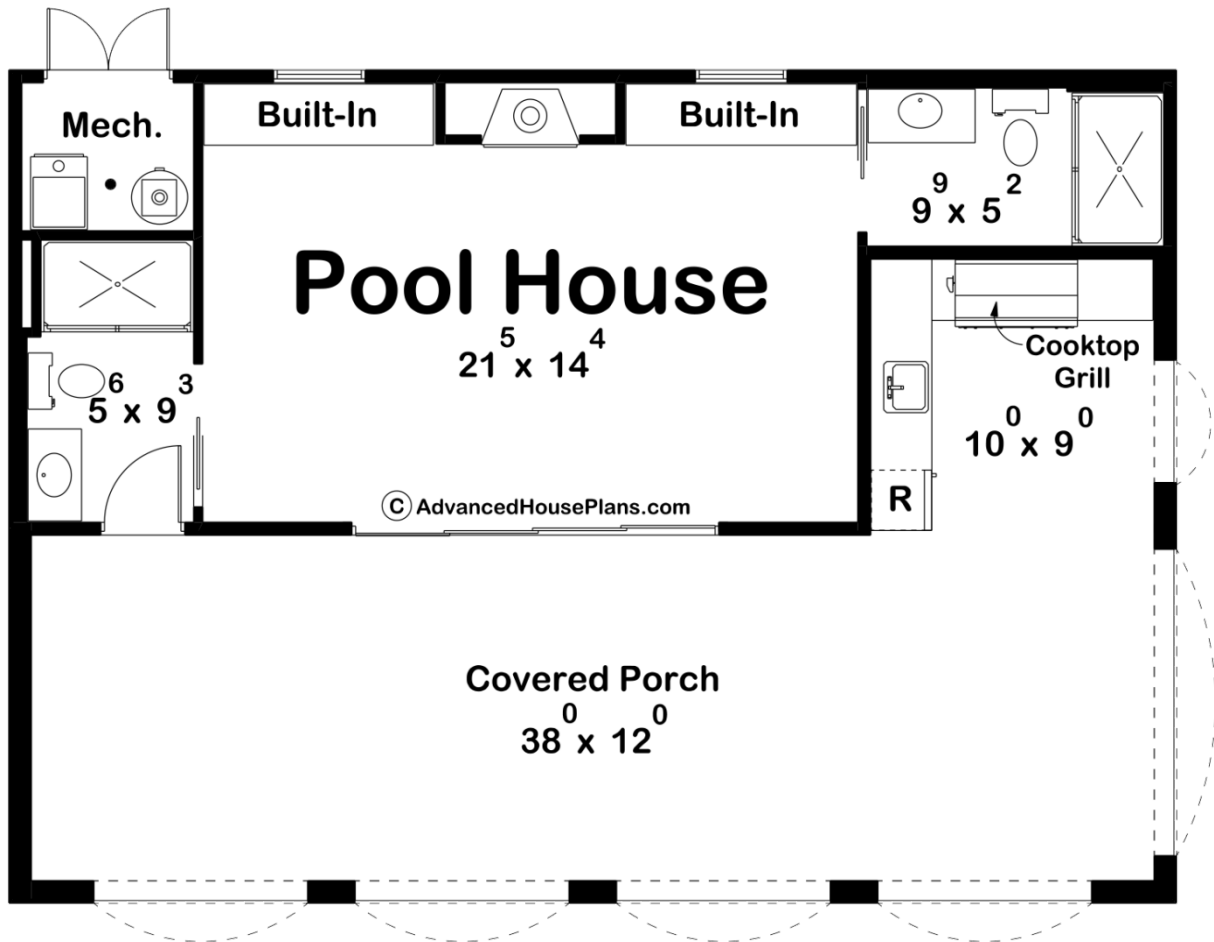 Mech.
Built-In
Built-In
9⁹ x 5²
Pool House
21⁵ x 14⁴
Cooktop
Grill
5⁶ x 9³
10⁰ x 9⁰
R
© AdvancedHousePlans.com
Covered Porch
38⁰ x 12⁰